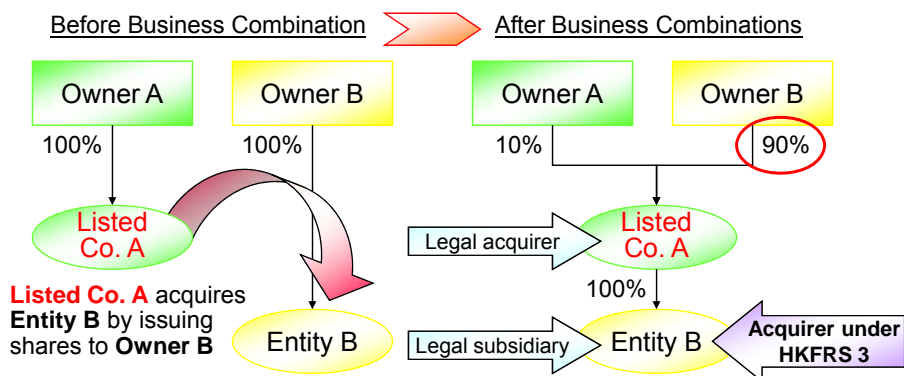 Before Business Combination
After Business Combinations
Owner A
Owner B
100%
100%
Listed
Co. A
Listed Co. A acquires
Entity B by issuing
shares to Owner B
Entity B
Owner A
Owner B
10%
90%
Legal acquirer
Listed
Co. A
100%
Legal subsidiary
Entity B
Acquirer under
HKFRS 3